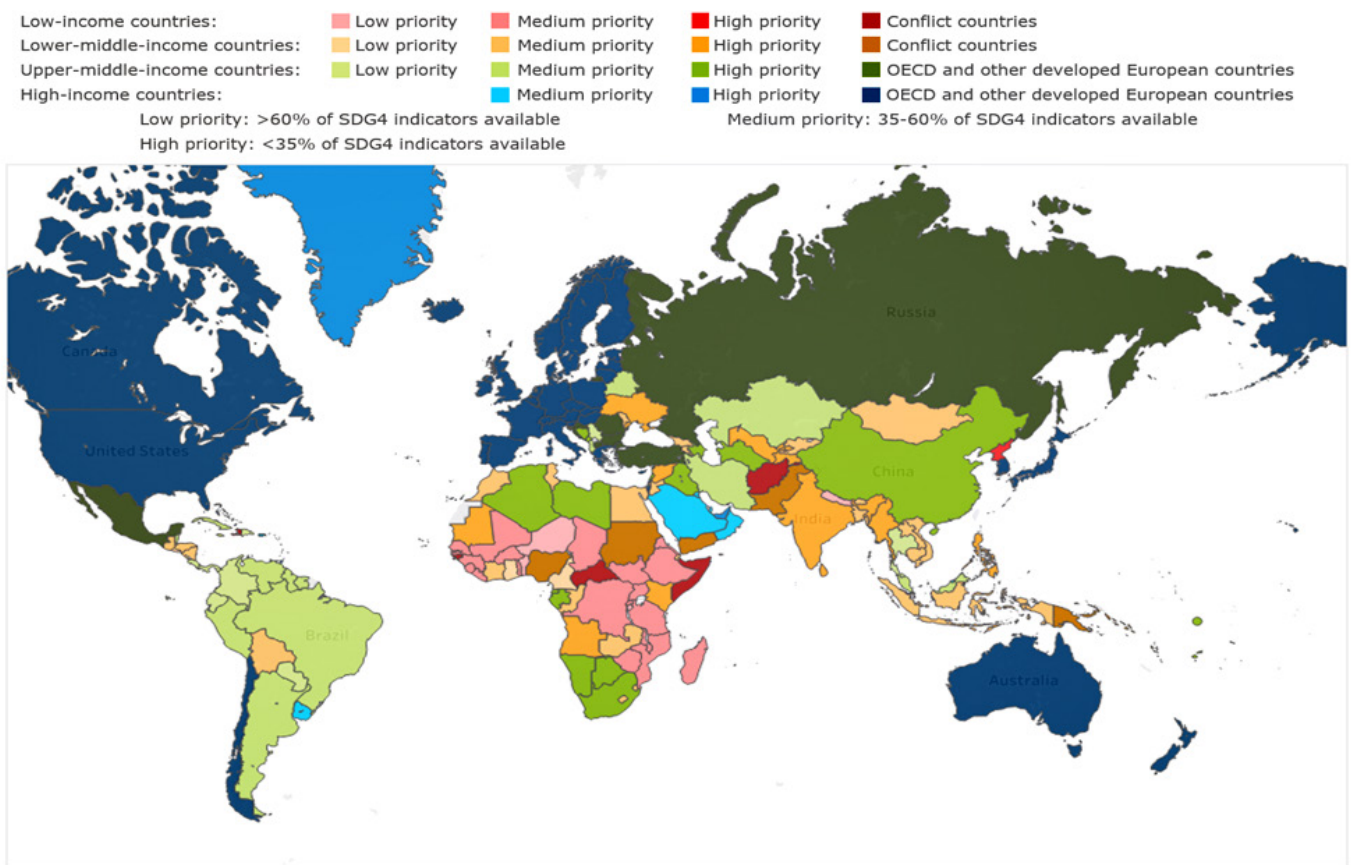 Low-income countries: Low priority Medium priority High priority Conflict countries
Lower-middle-income countries: Low priority Medium priority High priority Conflict countries
Upper-middle-income countries: Low priority Medium priority High priority OECD and other developed European countries
High-income countries: Medium priority High priority OECD and other developed European countries
Low priority: >60% of SDG4 indicators available Medium priority: 35-60% of SDG4 indicators available
High priority: <35% of SDG4 indicators available
Russia
Canada
United States
China
India
Brazil
Australia